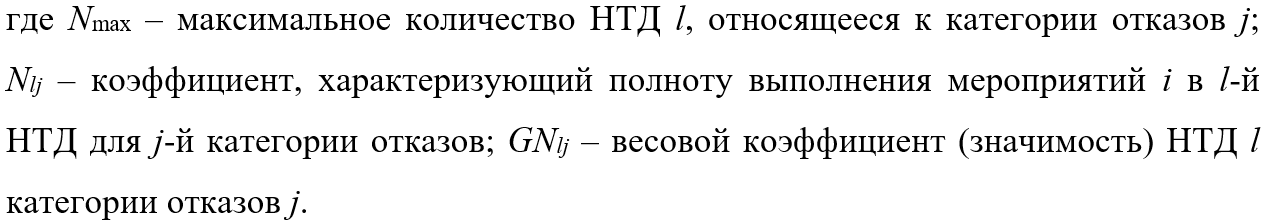 где Nmax – максимальное количество НТД l, относящееся к категории отказов j;
Nlj – коэффициент, характеризующий полноту выполнения мероприятий i в l-й
НТД для j-й категории отказов; GNlj – весовой коэффициент (значимость) НТД l
категории отказов j.